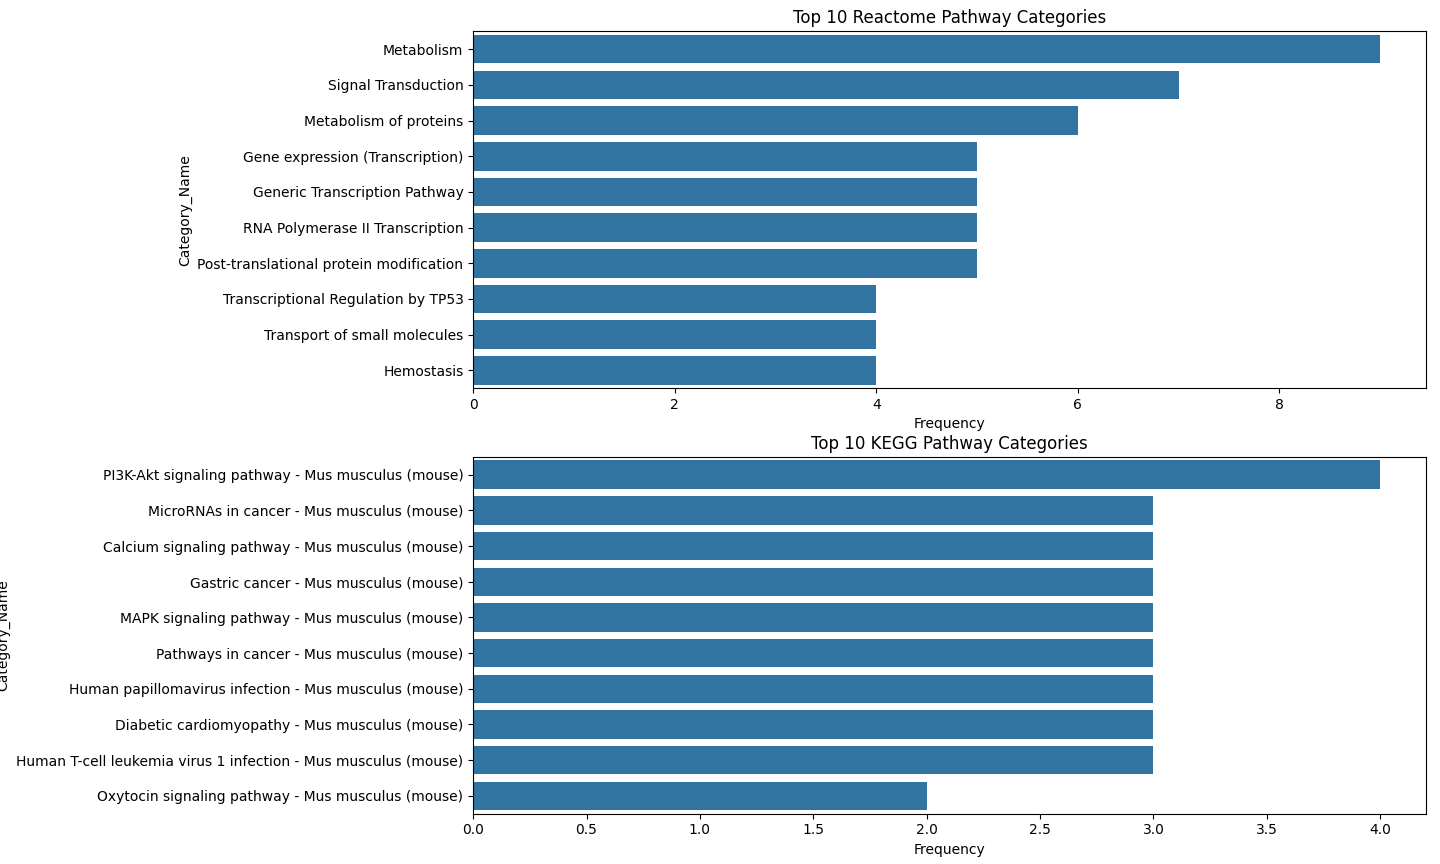 Top 10 Reactome Pathway Categories
Category_Name
Metabolism
Signal Transduction
Metabolism of proteins
Gene expression (Transcription)
Generic Transcription Pathway
RNA Polymerase II Transcription
Post-translational protein modification
Transcriptional Regulation by TP53
Transport of small molecules
Hemostasis
0 2 4 6 8
Frequency
Top 10 KEGG Pathway Categories
Category_Name
PI3K-Akt signaling pathway - Mus musculus (mouse)
MicroRNAs in cancer - Mus musculus (mouse)
Calcium signaling pathway - Mus musculus (mouse)
Gastric cancer - Mus musculus (mouse)
MAPK signaling pathway - Mus musculus (mouse)
Pathways in cancer - Mus musculus (mouse)
Human papillomavirus infection - Mus musculus (mouse)
Diabetic cardiomyopathy - Mus musculus (mouse)
Human T-cell leukemia virus 1 infection - Mus musculus (mouse)
Oxytocin signaling pathway - Mus musculus (mouse)
0.0 0.5 1.0 1.5 2.0 2.5 3.0 3.5 4.0
Frequency